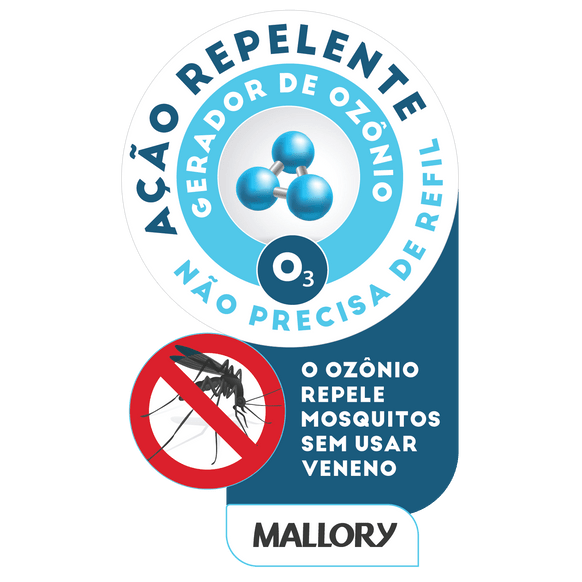 AÇÃO REPELENTE
GERADOR DE OZÔNIO
O3
NÃO PRECISA DE REFIL
O OZÔNIO
REPELE
MOSQUITOS
SEM USAR
VENENO
MALLORY